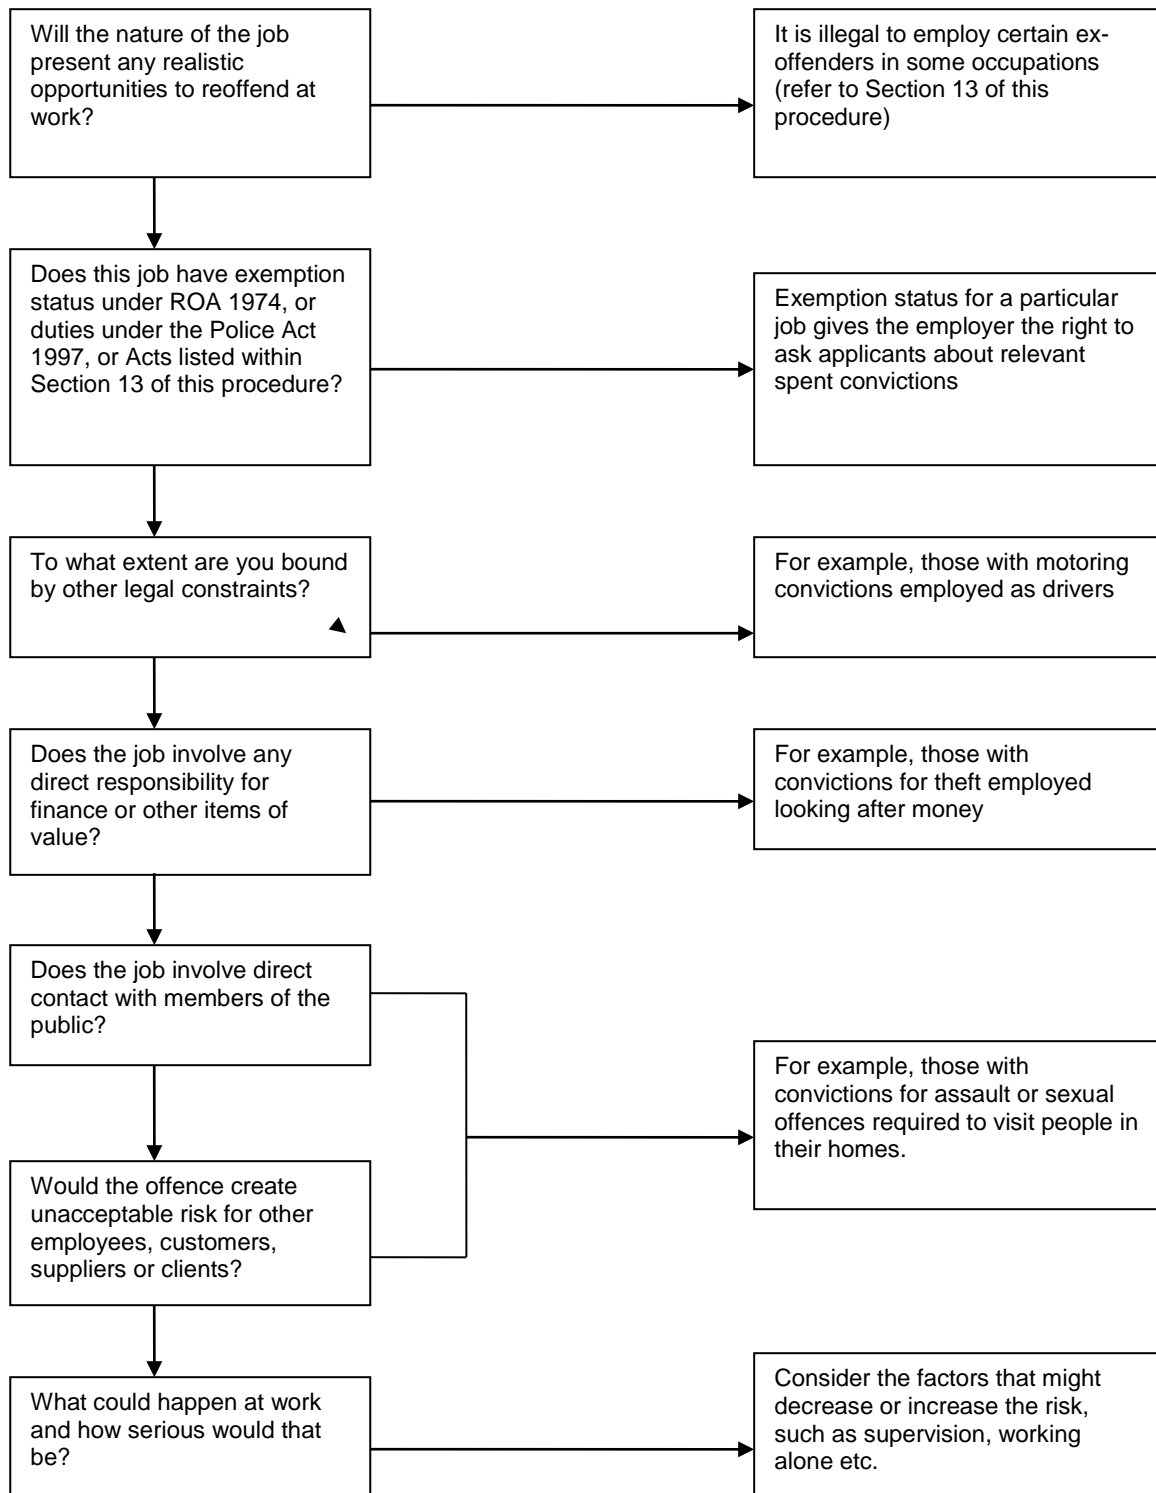 Will the nature of the job
present any realistic
opportunities to reoffend at
work?
It is illegal to employ certain ex-
offenders in some occupations
(refer to Section 13 of this
procedure)
Does this job have exemption
status under ROA 1974, or
duties under the Police Act
1997, or Acts listed within
Section 13 of this procedure?
Exemption status for a particular
job gives the employer the right to
ask applicants about relevant
spent convictions
To what extent are you bound
by other legal constraints?
For example, those with motoring
convictions employed as drivers
Does the job involve any
direct responsibility for
finance or other items of
value?
For example, those with
convictions for theft employed
looking after money
Does the job involve direct
contact with members of the
public?
For example, those with
convictions for assault or sexual
offences required to visit people in
their homes.
Would the offence create
unacceptable risk for other
employees, customers,
suppliers or clients?
What could happen at work
and how serious would that
be?
Consider the factors that might
decrease or increase the risk,
such as supervision, working
alone etc.